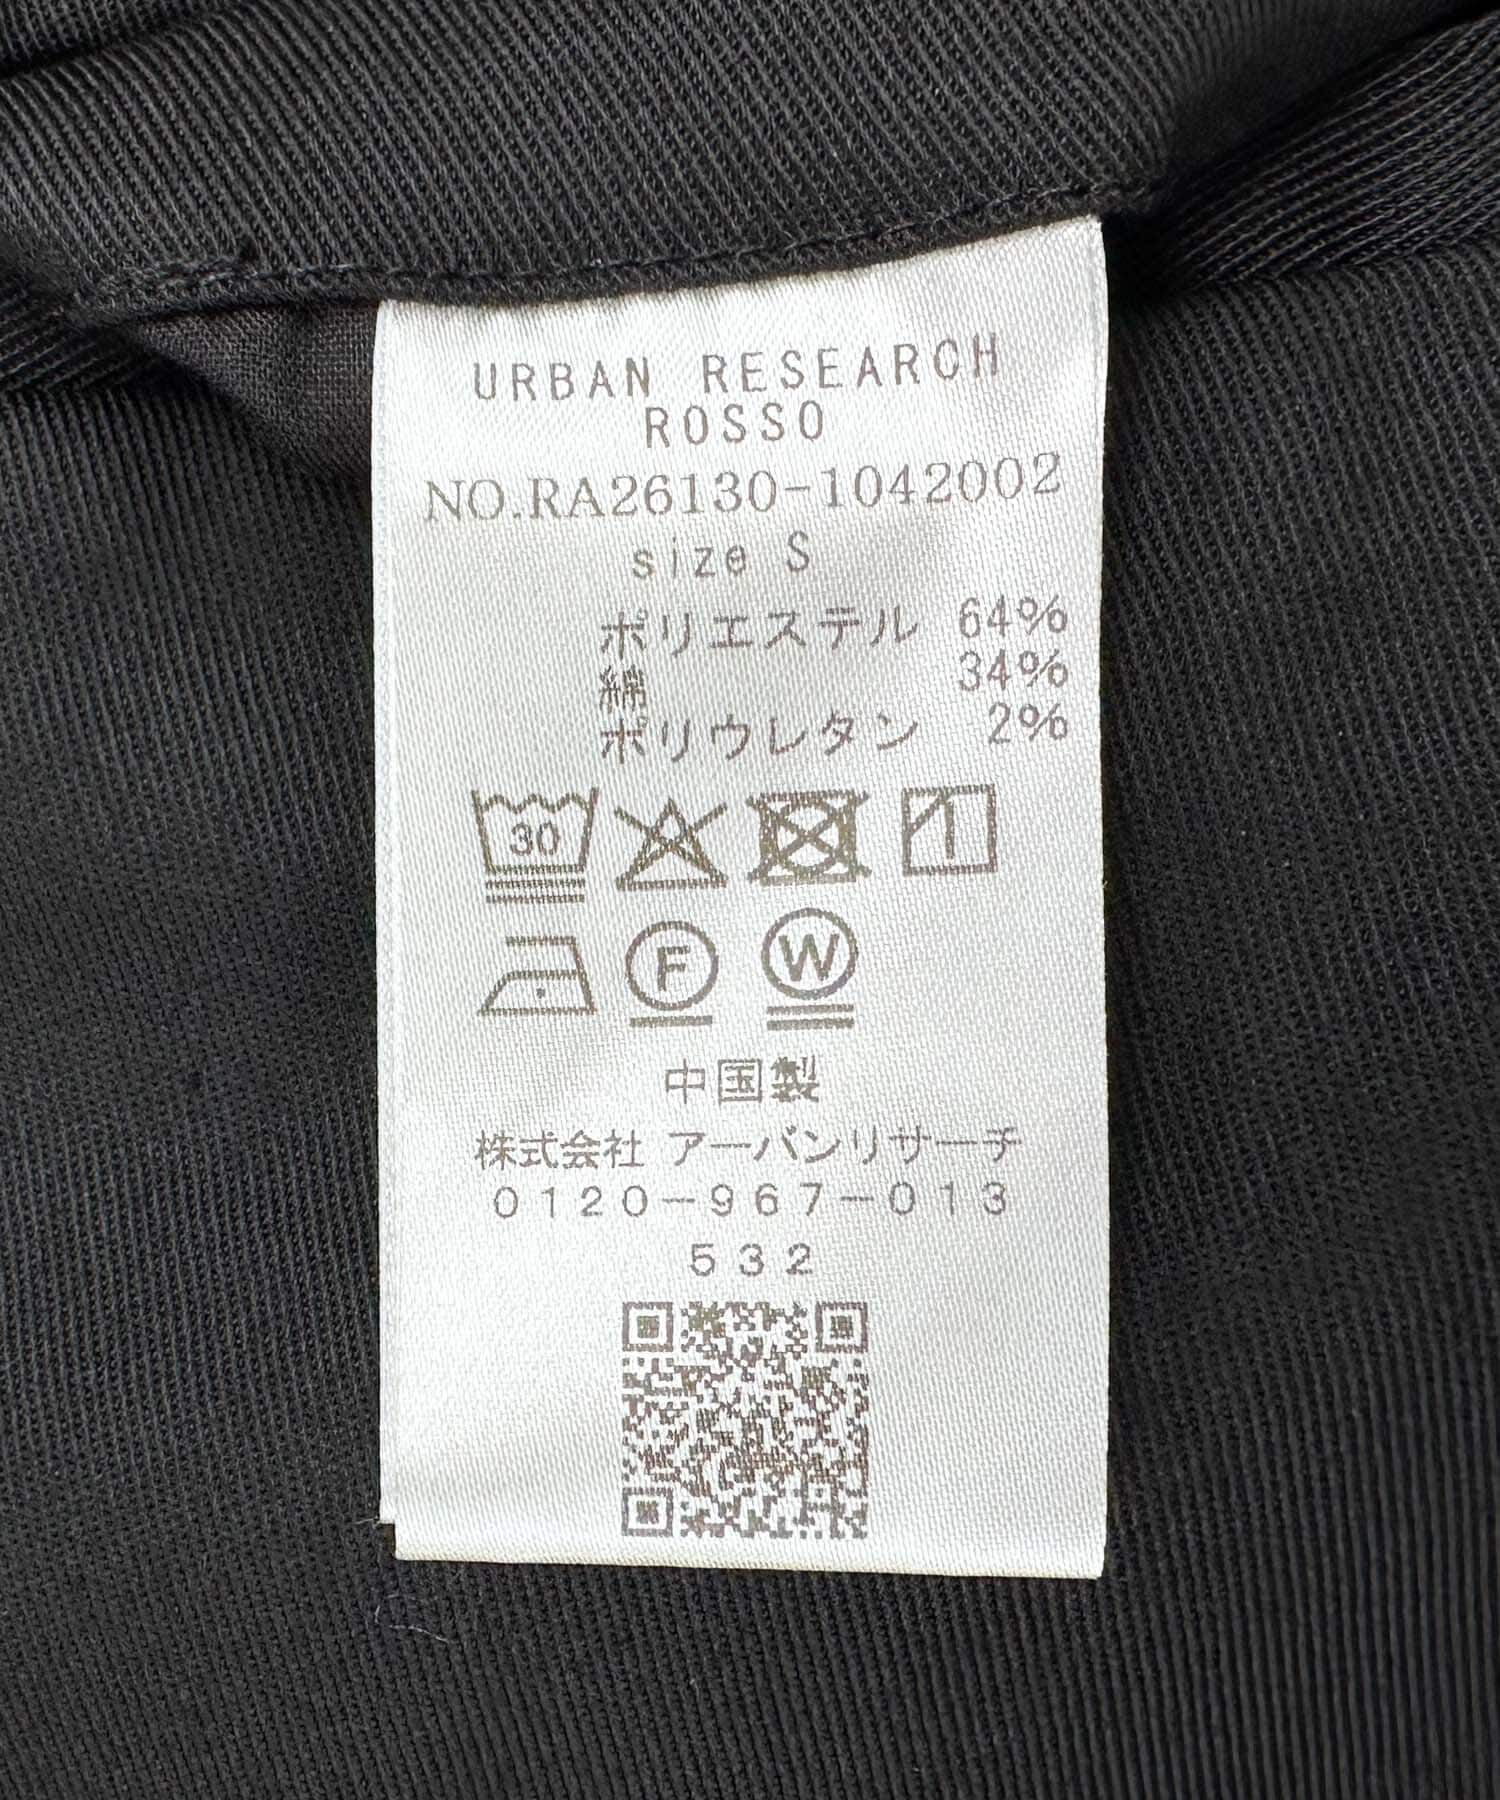 URBAN RESEARCH
ROSSO
NO.RA26130-1042002
size S
ポリエステル 64%
綿 34%
ポリウレタン 2%
30
F W
中国製
株式会社 アーバンリサーチ
0120-967-013
532